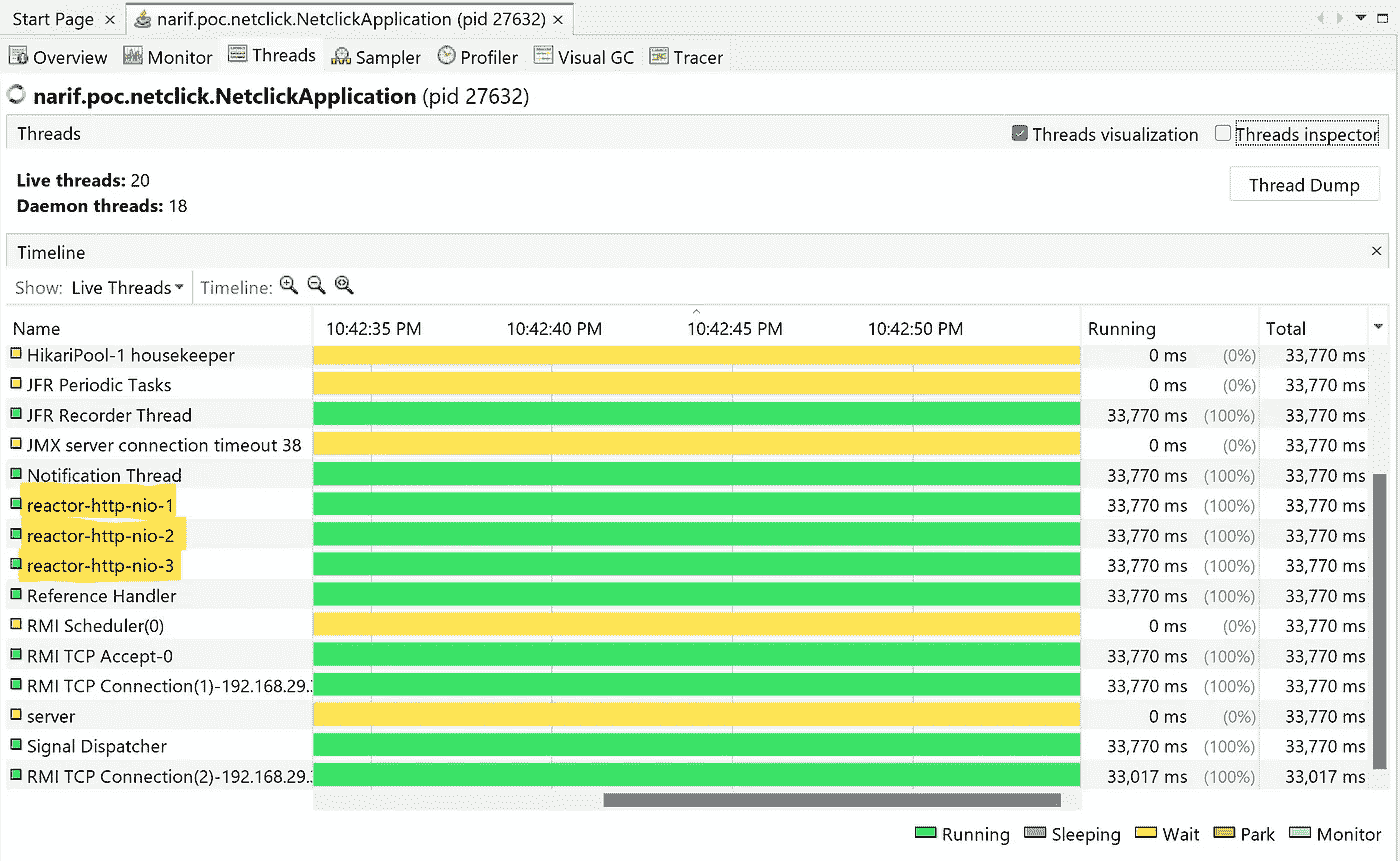 Start Page × narif.poc.netclick.NetclickApplication (pid 27632) ×
Overview Monitor Threads Sampler Profiler Visual GC Tracer
narif.poc.netclick.NetclickApplication (pid 27632)
Threads Threads visualization Threads inspector
Live threads: 20
Daemon threads: 18
Thread Dump
Timeline ×
Show: Live Threads Timeline:
Name 10:42:35 PM 10:42:40 PM 10:42:45 PM 10:42:50 PM Running Total
HikariPool-1 housekeeper 0 ms (0%) 33,770 ms
JFR Periodic Tasks 0 ms (0%) 33,770 ms
JFR Recorder Thread 33,770 ms (100%) 33,770 ms
JMX server connection timeout 38 0 ms (0%) 33,770 ms
Notification Thread 33,770 ms (100%) 33,770 ms
reactor-http-nio-1 33,770 ms (100%) 33,770 ms
reactor-http-nio-2 33,770 ms (100%) 33,770 ms
reactor-http-nio-3 33,770 ms (100%) 33,770 ms
Reference Handler 33,770 ms (100%) 33,770 ms
RMI Scheduler(0) 0 ms (0%) 33,770 ms
RMI TCP Accept-0 33,770 ms (100%) 33,770 ms
RMI TCP Connection(1)-192.168.29. 33,770 ms (100%) 33,770 ms
server 0 ms (0%) 33,770 ms
Signal Dispatcher 33,770 ms (100%) 33,770 ms
RMI TCP Connection(2)-192.168.29. 33,017 ms (100%) 33,017 ms
Running Sleeping Wait Park Monitor